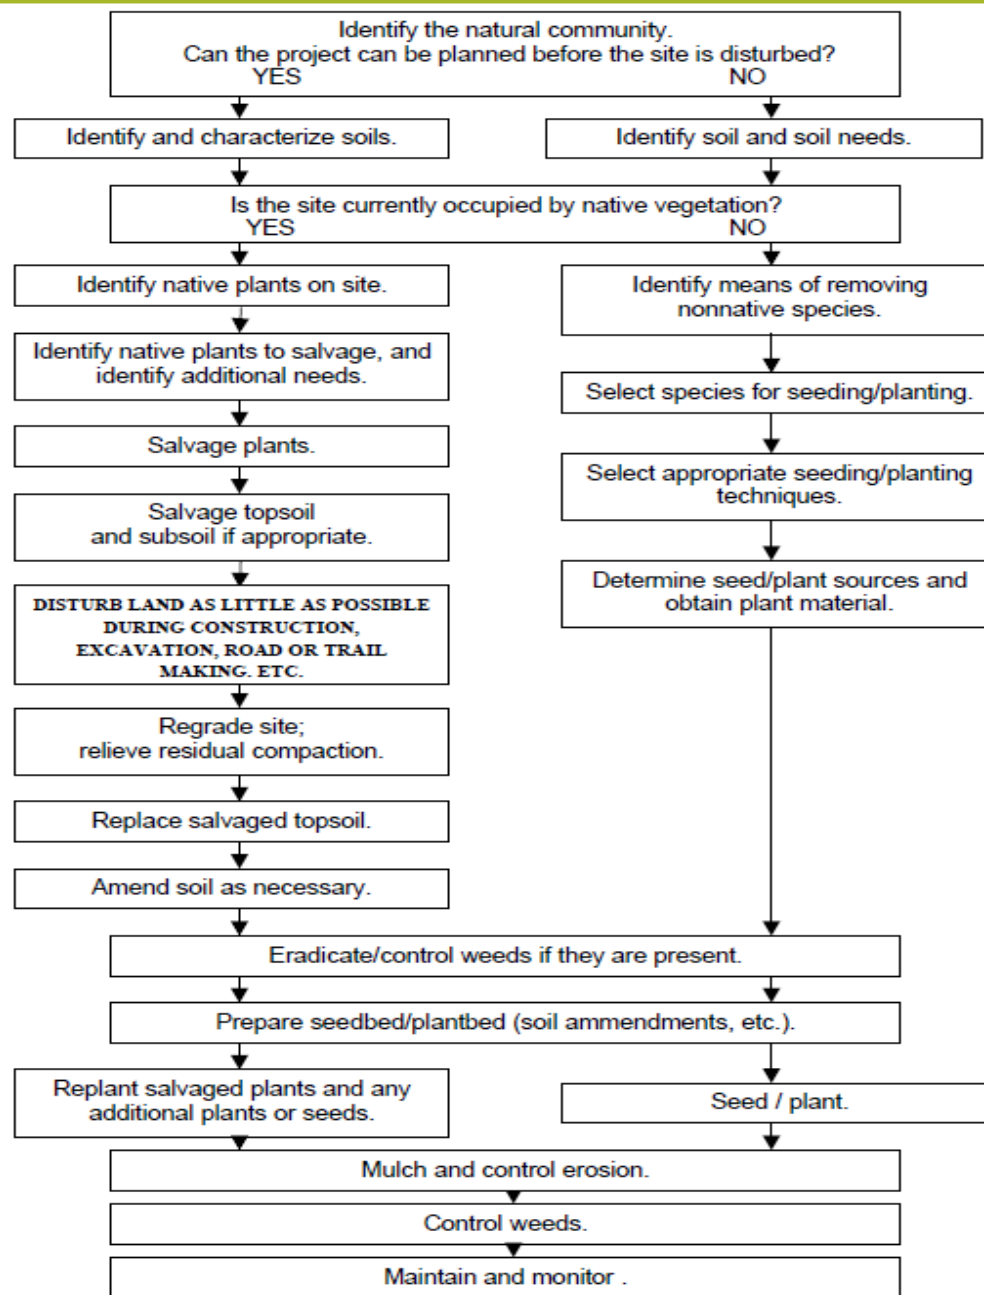 Identify the natural community.
Can the project can be planned before the site is disturbed?
YES NO
Identify and characterize soils.
Identify soil and soil needs.
Is the site currently occupied by native vegetation?
YES NO
Identify native plants on site.
Identify native plants to salvage, and
identify additional needs.
Salvage plants.
Salvage topsoil
and subsoil if appropriate.
DISTURB LAND AS LITTLE AS POSSIBLE
DURING CONSTRUCTION,
EXCAVATION, ROAD OR TRAIL
MAKING. ETC.
Regrade site;
relieve residual compaction.
Replace salvaged topsoil.
Amend soil as necessary.
Identify means of removing
nonnative species.
Select species for seeding/planting.
Select appropriate seeding/planting
techniques.
Determine seed/plant sources and
obtain plant material.
Eradicate/control weeds if they are present.
Prepare seedbed/plantbed (soil ammendments, etc.).
Replant salvaged plants and any
additional plants or seeds.
Seed / plant.
Mulch and control erosion.
Control weeds.
Maintain and monitor .